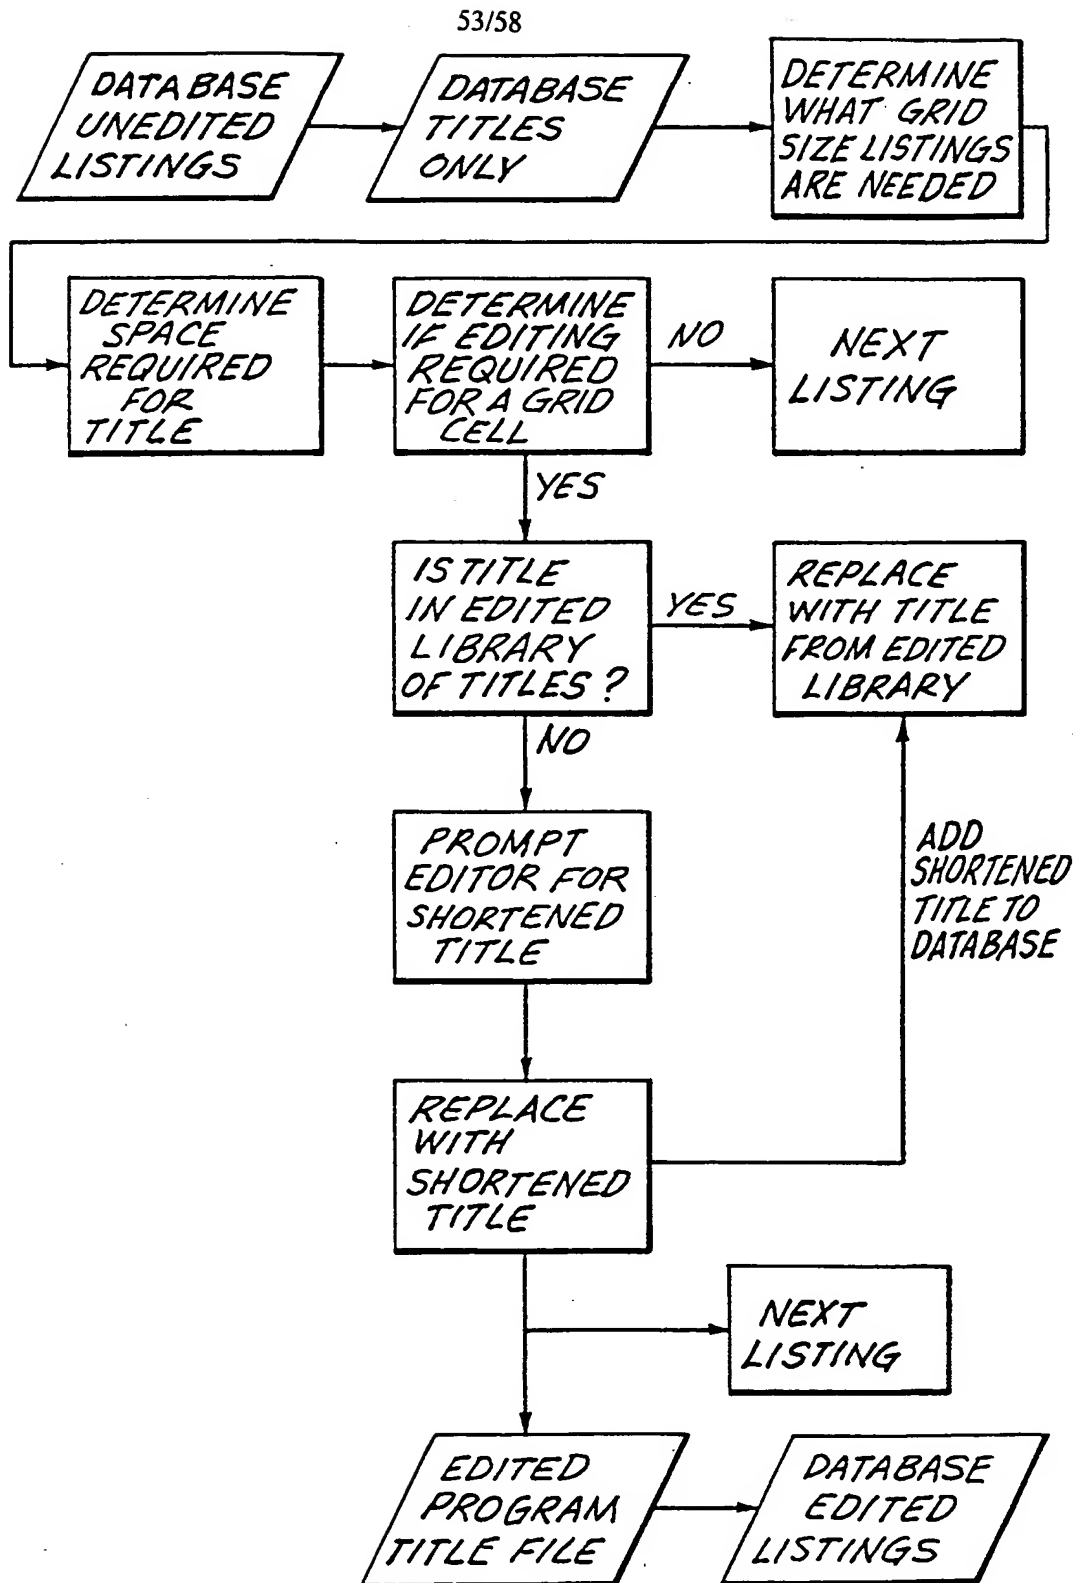 53/58
DATABASE
UNEDITED
LISTINGS
DATABASE
TITLES
ONLY
DETERMINE
WHAT GRID
SIZE LISTINGS
ARE NEEDED
DETERMINE
SPACE
REQUIRED
FOR
TITLE
DETERMINE
IF EDITING
REQUIRED
FOR A GRID
CELL
NO
NEXT
LISTING
YES
IS TITLE
IN EDITED
LIBRARY
OF TITLES?
YES
REPLACE
WITH TITLE
FROM EDITED
LIBRARY
NO
PROMPT
EDITOR FOR
SHORTENED
TITLE
ADD
SHORTENED
TITLE TO
DATABASE
REPLACE
WITH
SHORTENED
TITLE
NEXT
LISTING
EDITED
PROGRAM
TITLE FILE
DATABASE
EDITED
LISTINGS